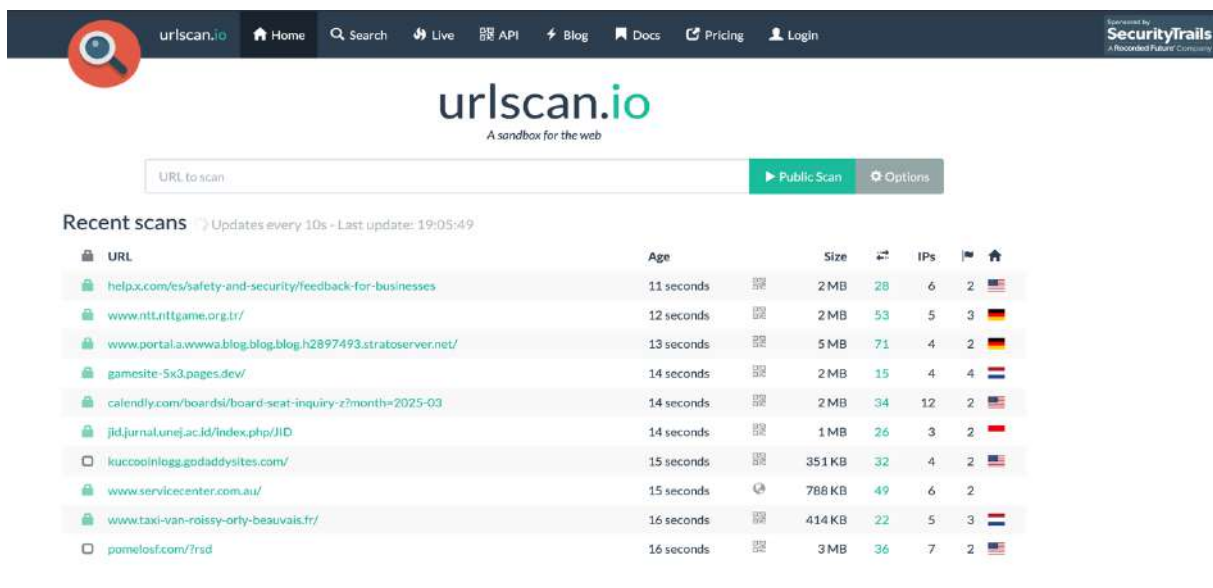 urlscan.io Home Search Live API Blog Docs Pricing Login
Sponsored by
SecurityTrails
A Recorded Future Company
urlscan.io
A sandbox for the web
URL to scan Public Scan Options
Recent scans Updates every 10s - Last update: 19:05:49
URL Age Size IPs
help.x.com/es/safety-and-security/feedback-for-businesses 11 seconds 2 MB 28 6 2
www.ntt.nttgame.org.tr/ 12 seconds 2 MB 53 5 3
www.portal.a.wwwa.blog.blog.blog.h2897493.stratoserver.net/ 13 seconds 5 MB 71 4 2
gamesite-5x3.pages.dev/ 14 seconds 2 MB 15 4 4
calendly.com/boardsi/board-seat-inquiry-z?month=2025-03 14 seconds 2 MB 34 12 2
jid.jurnal.unej.ac.id/index.php/JID 14 seconds 1 MB 26 3 2
kuccooinlogg.godaddysites.com/ 15 seconds 351 KB 32 4 2
www.servicecenter.com.au/ 15 seconds 788 KB 49 6 2
www.taxi-van-roissy-orly-beauvais.fr/ 16 seconds 414 KB 22 5 3
pomelosf.com/?rsd 16 seconds 3 MB 36 7 2